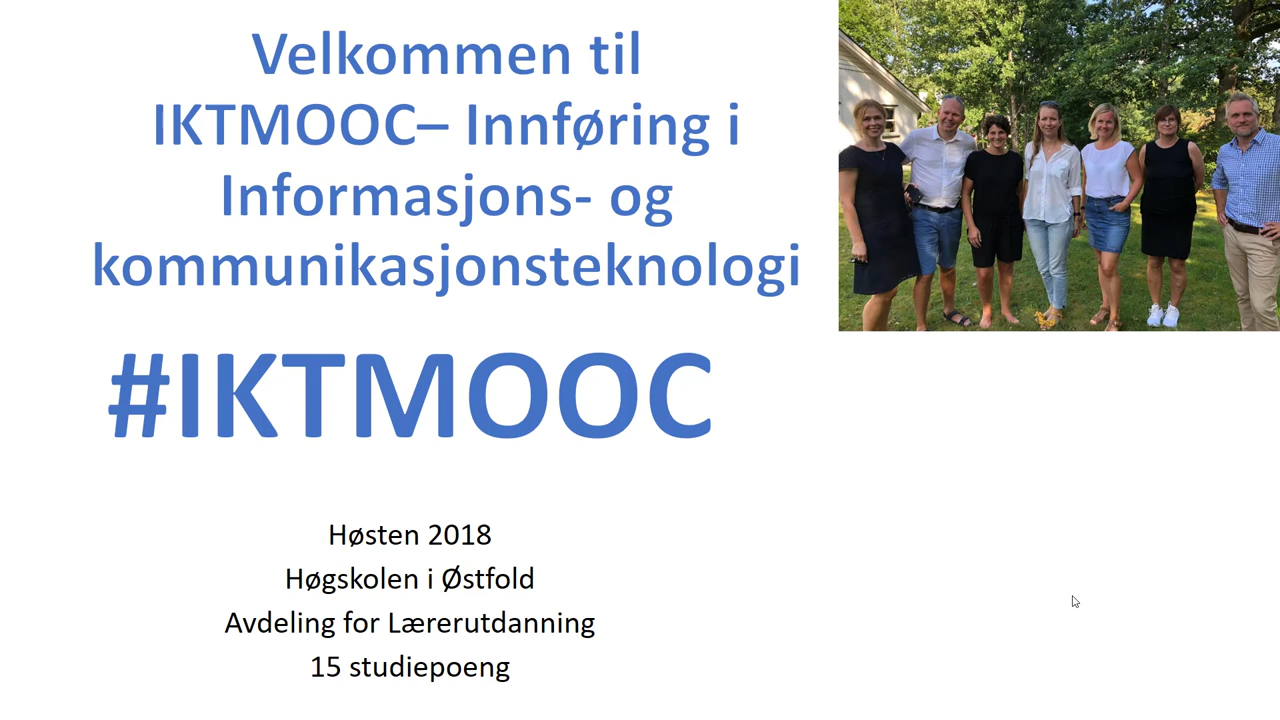 Velkommen til
IKTMOOC– Innføring i
Informasjons- og
kommunikasjonsteknologi
#IKTMOOC
Høsten 2018
Høgskolen i Østfold
Avdeling for Lærerutdanning
15 studiepoeng